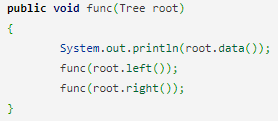 public void func(Tree root)
{
        System.out.println(root.data());
        func(root.left());
        func(root.right());
}